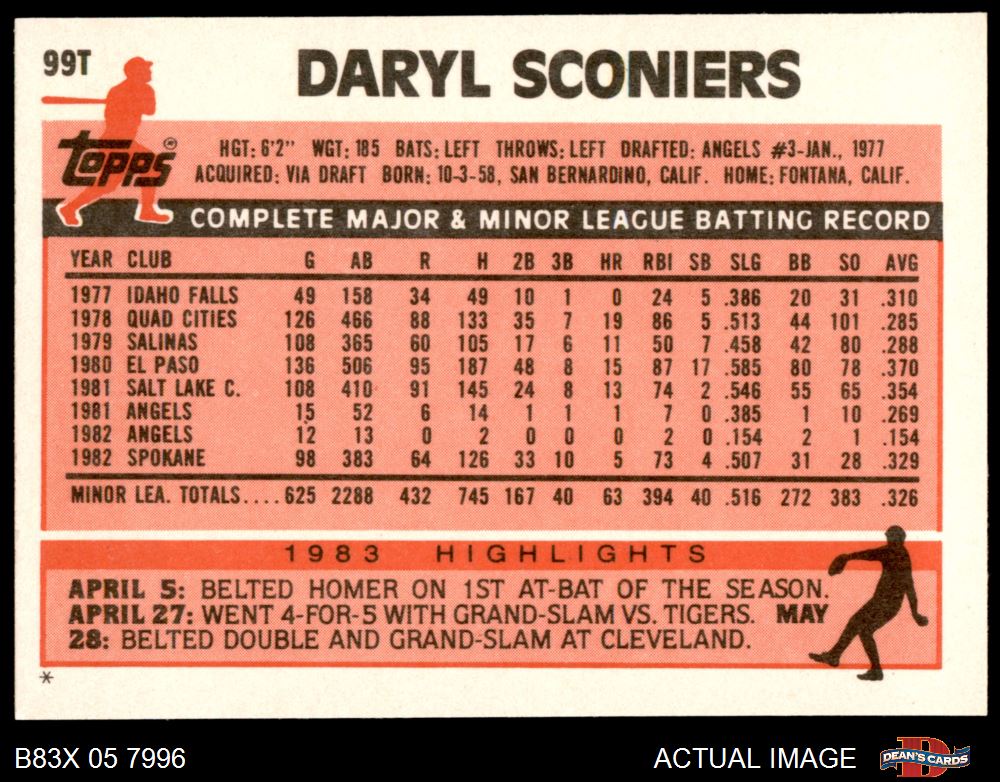 99T
DARYL SCONIERS
topps®
HGT: 6'2" WGT: 185 BATS: LEFT THROWS: LEFT DRAFTED: ANGELS #3-JAN., 1977
ACQUIRED: VIA DRAFT BORN: 10-3-58, SAN BERNARDINO, CALIF. HOME: FONTANA, CALIF.
COMPLETE MAJOR & MINOR LEAGUE BATTING RECORD
YEAR CLUB G AB R H 2B 3B HR RBI SB SLG BB SO AVG
1977 IDAHO FALLS 49 158 34 49 10 1 0 24 5 .386 20 31 .310
1978 QUAD CITIES 126 466 88 133 35 7 19 86 5 .513 44 101 .285
1979 SALINAS 108 365 60 105 17 6 11 50 7 .458 42 80 .288
1980 EL PASO 136 506 95 187 48 8 15 87 17 .585 80 78 .370
1981 SALT LAKE C. 108 410 91 145 24 8 13 74 2 .546 55 65 .354
1981 ANGELS 15 52 6 14 1 1 1 7 0 .385 1 10 .269
1982 ANGELS 12 13 0 2 0 0 0 2 0 .154 2 1 .154
1982 SPOKANE 98 383 64 126 33 10 5 73 4 .507 31 28 .329
MINOR LEA. TOTALS.... 625 2288 432 745 167 40 63 394 40 .516 272 383 .326
1983 HIGHLIGHTS
APRIL 5: BELTED HOMER ON 1ST AT-BAT OF THE SEASON.
APRIL 27: WENT 4-FOR-5 WITH GRAND-SLAM VS. TIGERS. MAY
28: BELTED DOUBLE AND GRAND-SLAM AT CLEVELAND.
*
B83X 05 7996 ACTUAL IMAGE DEAN'S CARDS